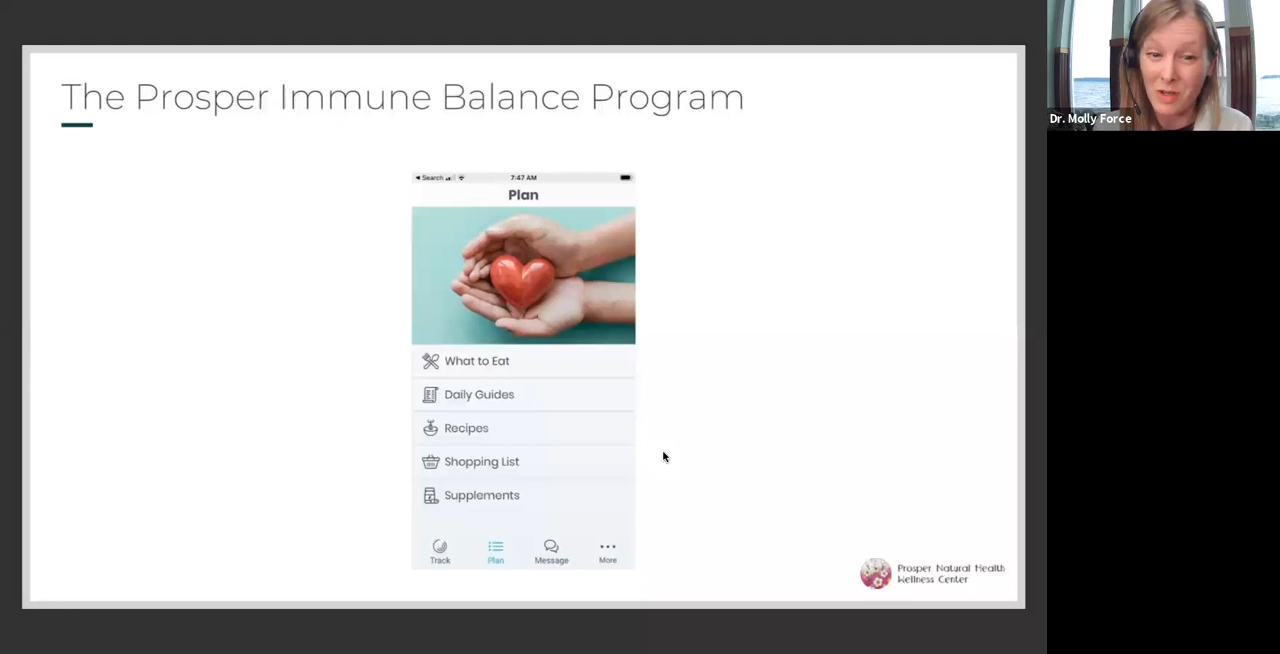 The Prosper Immune Balance Program
Search
7:47 AM
Plan
What to Eat
Daily Guides
Recipes
Shopping List
Supplements
Track
Plan
Message
More
Prosper Natural Health
Wellness Center
Dr. Molly Force